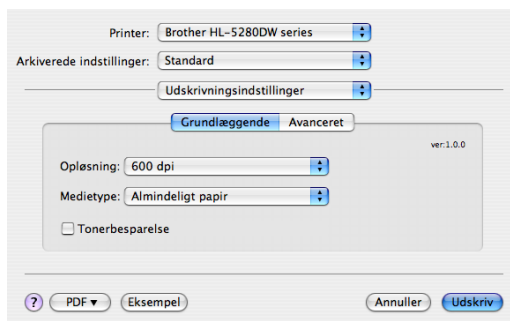 Printer: Brother HL-5280DW series
Arkiverede indstillinger: Standard
Udskrivningsindstillinger
Grundlæggende Avanceret
ver:1.0.0
Opløsning: 600 dpi
Medietype: Almindeligt papir
Tonerbesparelse
? PDF ▼ Eksempel Annuller Udskriv